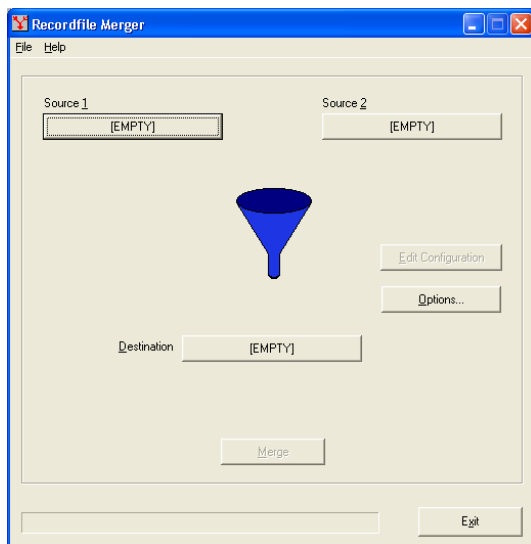 Recordfile Merger
File Help
Source 1 Source 2
[EMPTY] [EMPTY]
Edit Configuration
Options...
Destination [EMPTY]
Merge
Exit